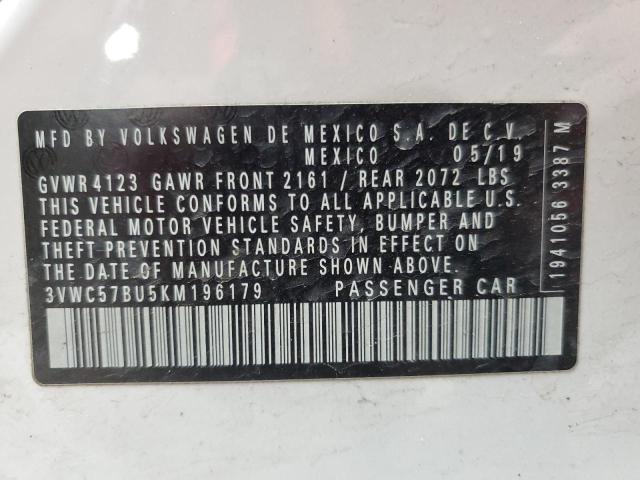 MFD BY VOLKSWAGEN DE MEXICO S.A. DE C.V.
MEXICO 05/19
GVWR 4123 GAWR FRONT 2161 / REAR 2072 LBS
THIS VEHICLE CONFORMS TO ALL APPLICABLE U.S.
FEDERAL MOTOR VEHICLE SAFETY, BUMPER AND
THEFT PREVENTION STANDARDS IN EFFECT ON
THE DATE OF MANUFACTURE SHOWN ABOVE.
3VWC57BU5KM196179 PASSENGER CAR
1941056 3387 M